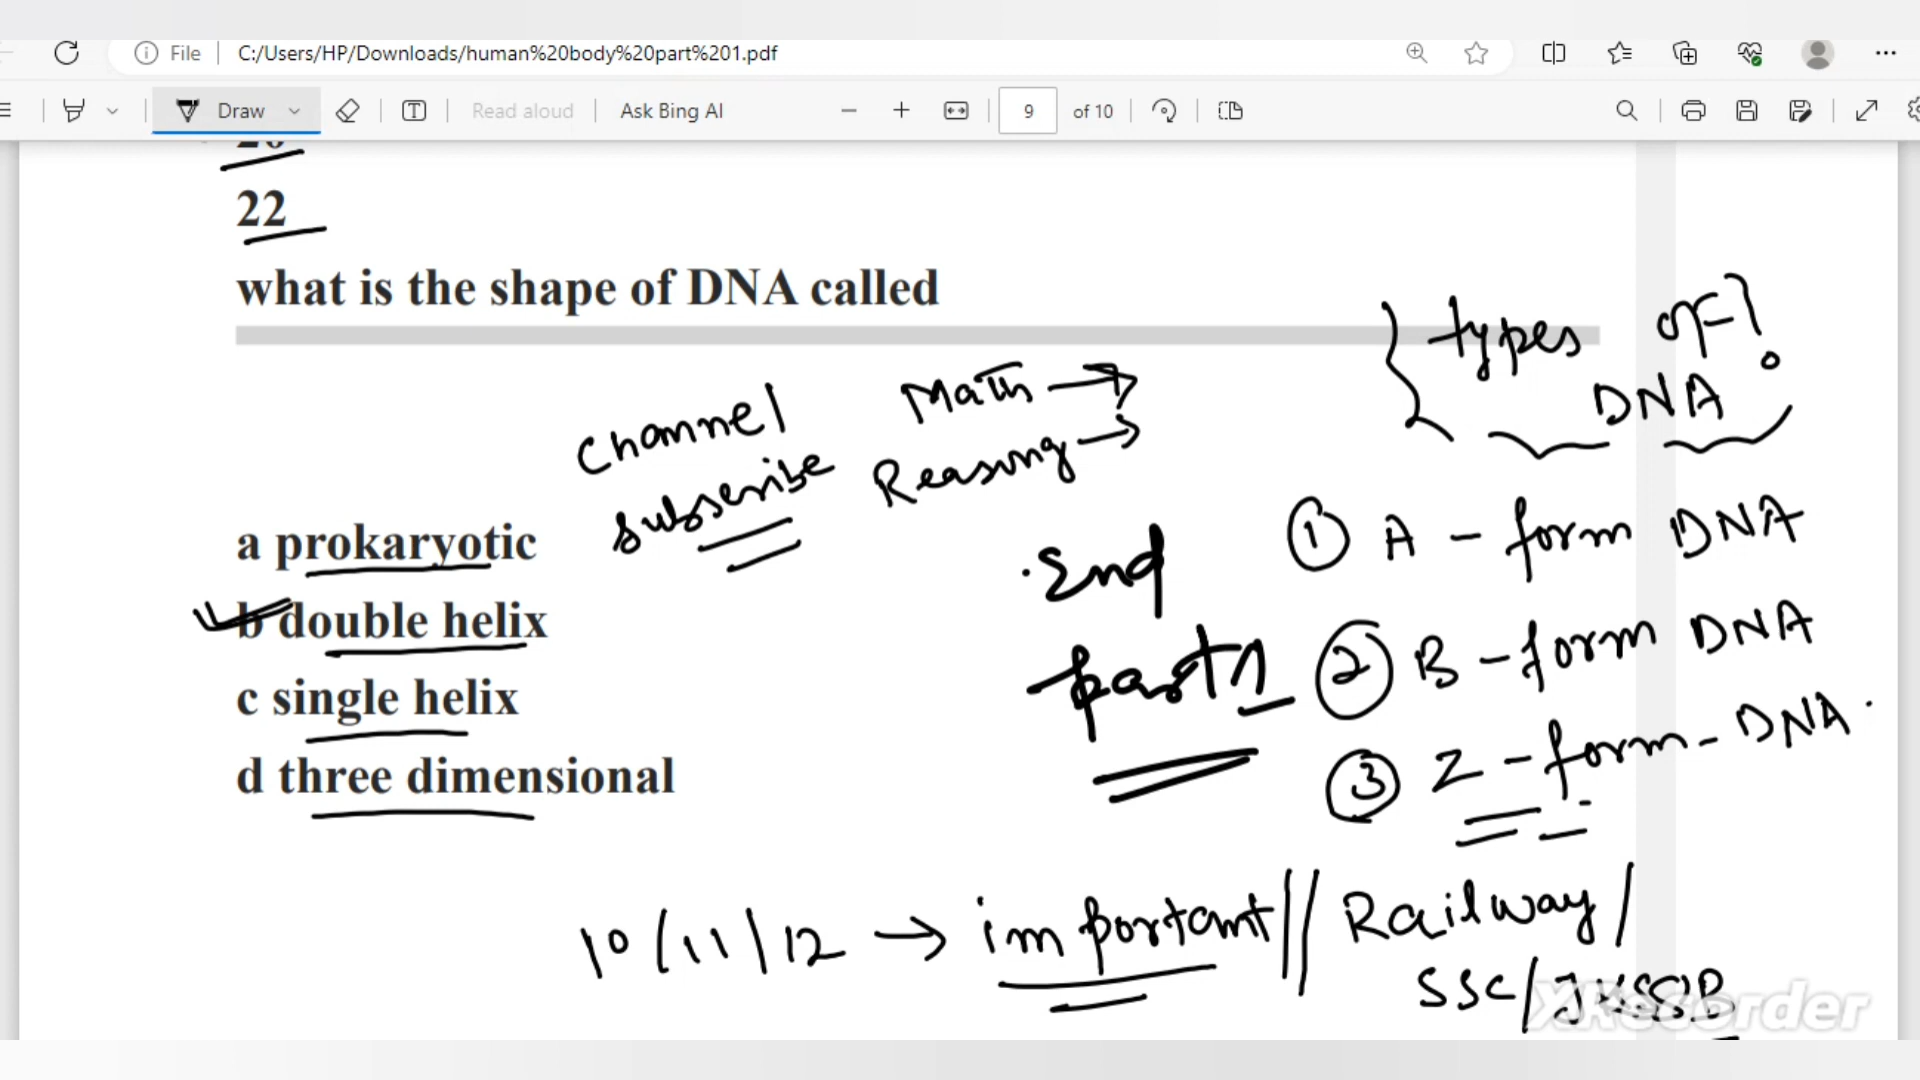 File C:/Users/HP/Downloads/human%20body%20part%201.pdf
Draw Read aloud Ask Bing AI 9 of 10
22
what is the shape of DNA called
types of ?
DNA
channel
subscribe
Math →
Reasing →
a prokaryotic
b double helix
c single helix
d three dimensional
End
part 1
① A - form DNA
② B - form DNA
③ Z - form - DNA.
10/11/12 → important // Railway/
SSC/JKSSB
XRecorder